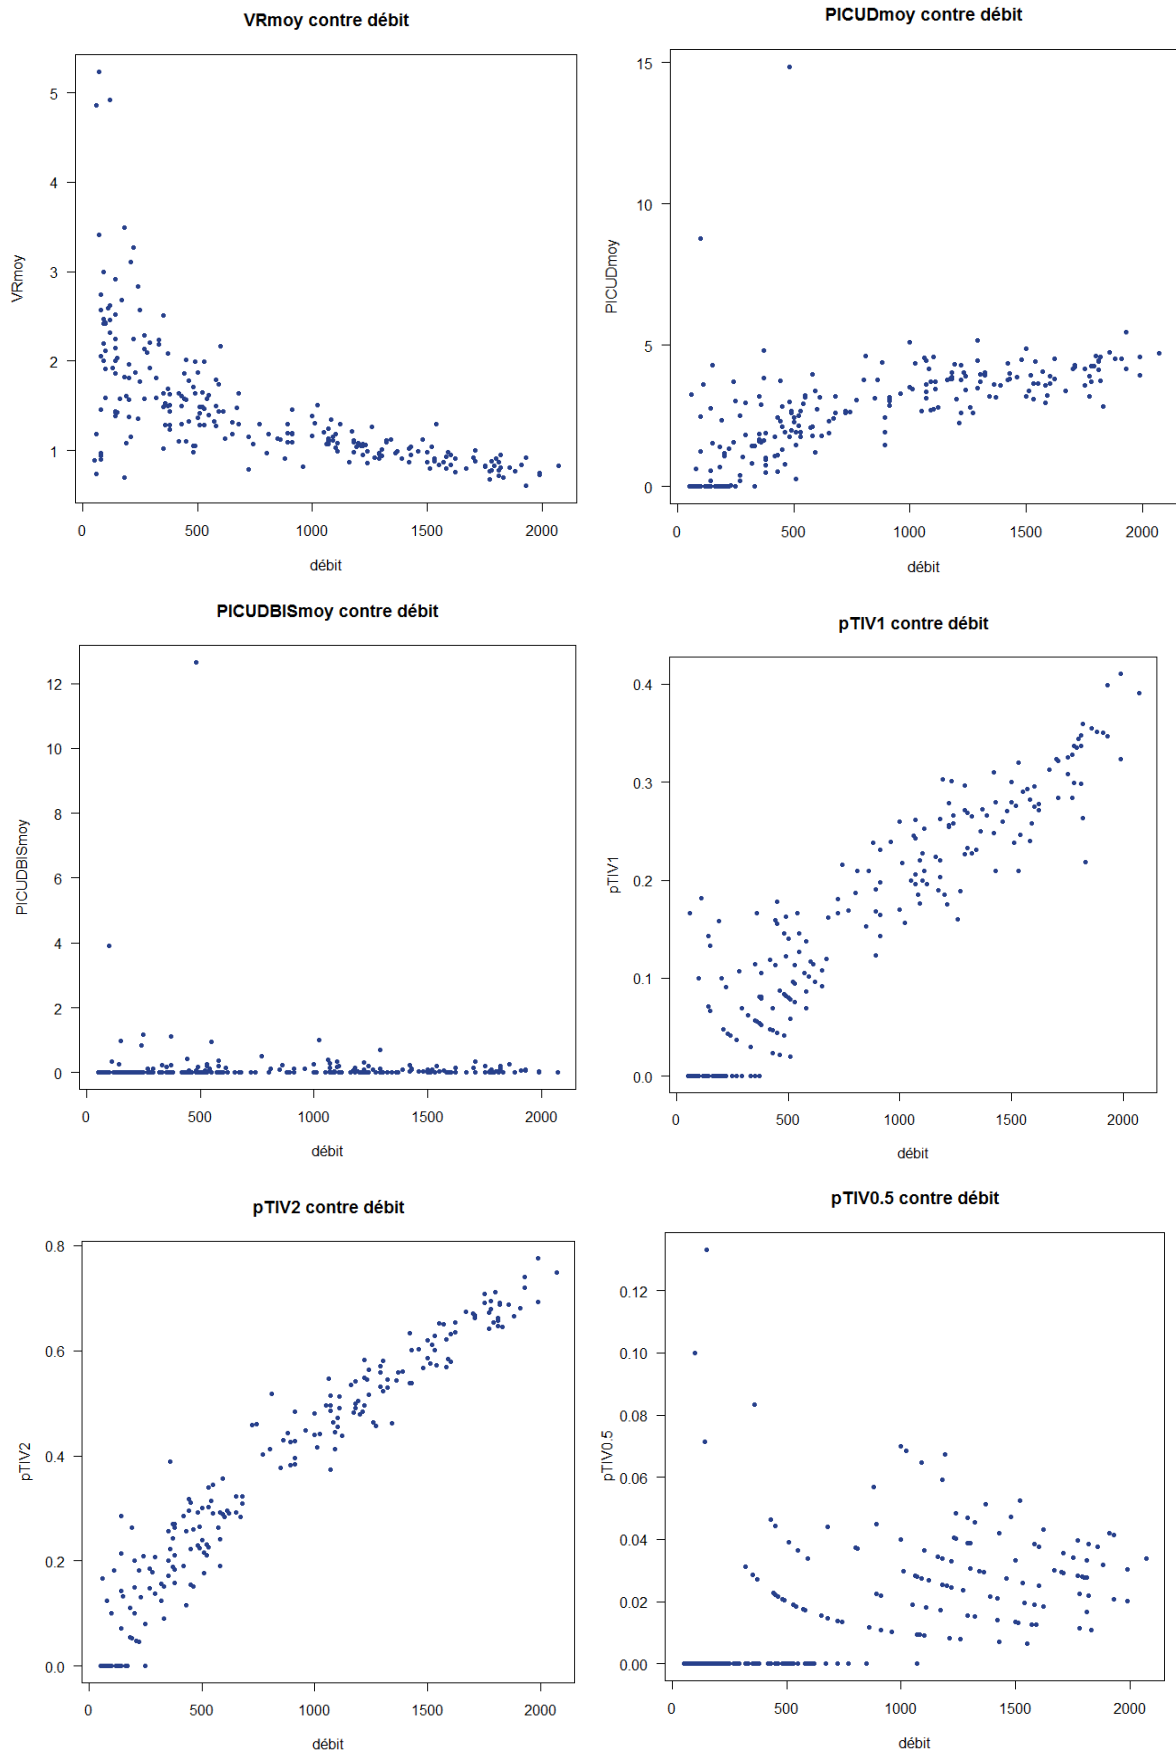 VRmoy contre débit
5
4
3
2
1
VRmoy
0 500 1000 1500 2000
débit
PICUDmoy contre débit
15
10
5
0
PICUDmoy
0 500 1000 1500 2000
débit
PICUDBISmoy contre débit
12
10
8
6
4
2
0
PICUDBISmoy
0 500 1000 1500 2000
débit
pTIV1 contre débit
0.4
0.3
0.2
0.1
0.0
pTIV1
0 500 1000 1500 2000
débit
pTIV2 contre débit
0.8
0.6
0.4
0.2
0.0
pTIV2
0 500 1000 1500 2000
débit
pTIV0.5 contre débit
0.12
0.10
0.08
0.06
0.04
0.02
0.00
pTIV0.5
0 500 1000 1500 2000
débit